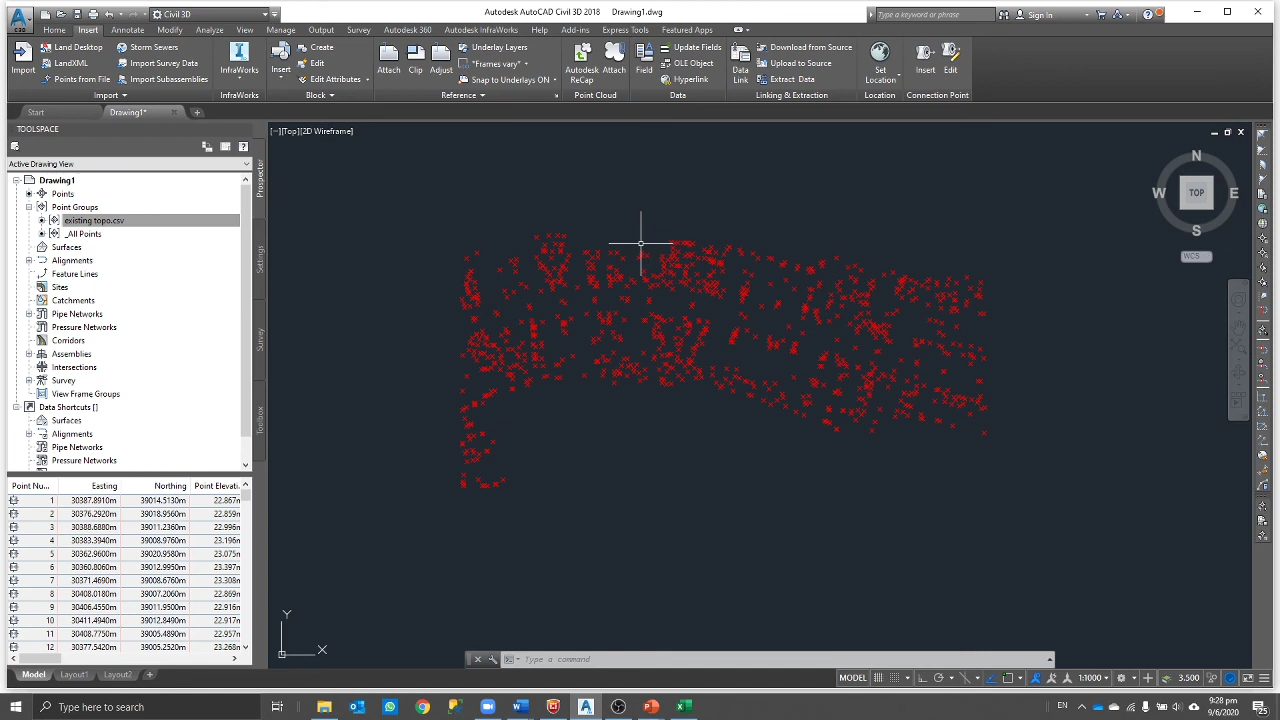 CAD
Civil 3D
Autodesk AutoCAD Civil 3D 2018 Drawing1.dwg
Type a keyword or phrase
Sign In
Home Insert Annotate Modify Analyze View Manage Output Survey Autodesk 360 InfraWorks Help Add-ins Express Tools Featured Apps
Import
Land Desktop
LandXML
Points from File
Storm Sewers
Import Survey Data
Import Subassemblies
InfraWorks
Insert
Create
Edit
Edit Attributes
Attach
Clip
Adjust
Underlay Layers
*Frames vary*
Snap to Underlays ON
Autodesk ReCap
Attach
Field
Update Fields
OLE Object
Hyperlink
Data Link
Download from Source
Upload to Source
Extract Data
Set Location
Insert
Edit
Import InfraWorks Block Reference Point Cloud Data Linking & Extraction Location Connection Point
Start Drawing1*
TOOLSPACE
Active Drawing View
Drawing1
Points
Point Groups
existing topo.csv
_All Points
Surfaces
Alignments
Feature Lines
Sites
Catchments
Pipe Networks
Pressure Networks
Corridors
Assemblies
Intersections
Survey
View Frame Groups
Data Shortcuts []
Surfaces
Alignments
Pipe Networks
Pressure Networks
Prospector
Settings
Survey
Toolbox
Point Nu... Easting Northing Point Elevati
1 30387.8910m 39014.5130m 22.867m
2 30376.2920m 39018.9560m 22.859m
3 30388.6880m 39011.2360m 22.996m
4 30383.3940m 39020.9760m 23.196m
5 30362.9600m 39020.9580m 23.075m
6 30360.8060m 39012.9950m 23.397m
7 30371.4690m 39008.6760m 23.308m
8 30408.0180m 39007.2060m 22.869m
9 30406.4550m 39011.9500m 22.916m
10 30411.4940m 39012.8490m 22.917m
11 30408.7750m 39005.4890m 22.957m
12 30377.5420m 39005.2520m 23.268m
[−][Top][2D Wireframe]
N
W TOP E
S
WCS
Y
X
Type a command
Model Layout1 Layout2
MODEL 1:1000 3.500
Type here to search
EN
9:28 pm
9/6/2020
25